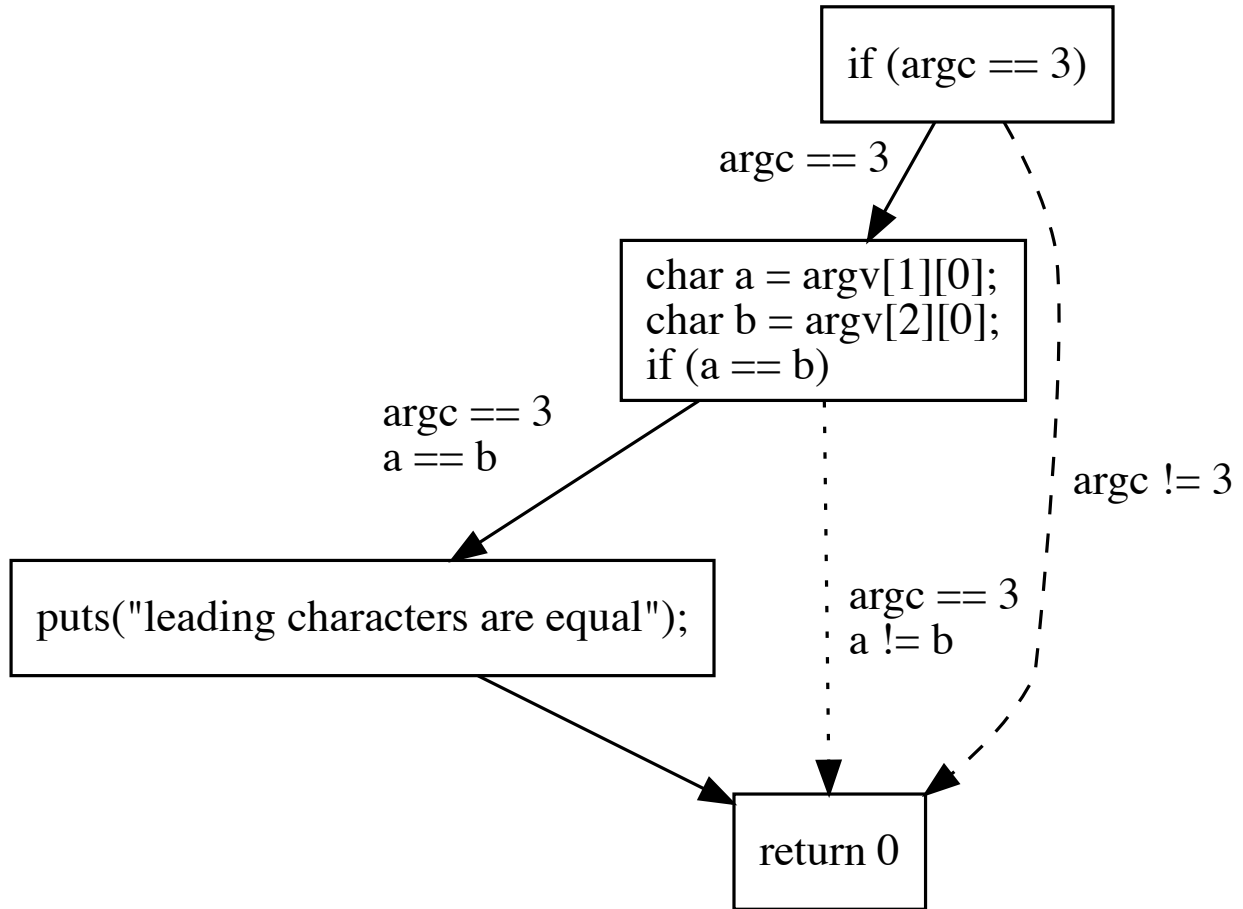 if (argc == 3)
argc == 3
char a = argv[1][0];
char b = argv[2][0];
if (a == b)
argc == 3
a == b
argc != 3
puts("leading characters are equal");
argc == 3
a != b
return 0